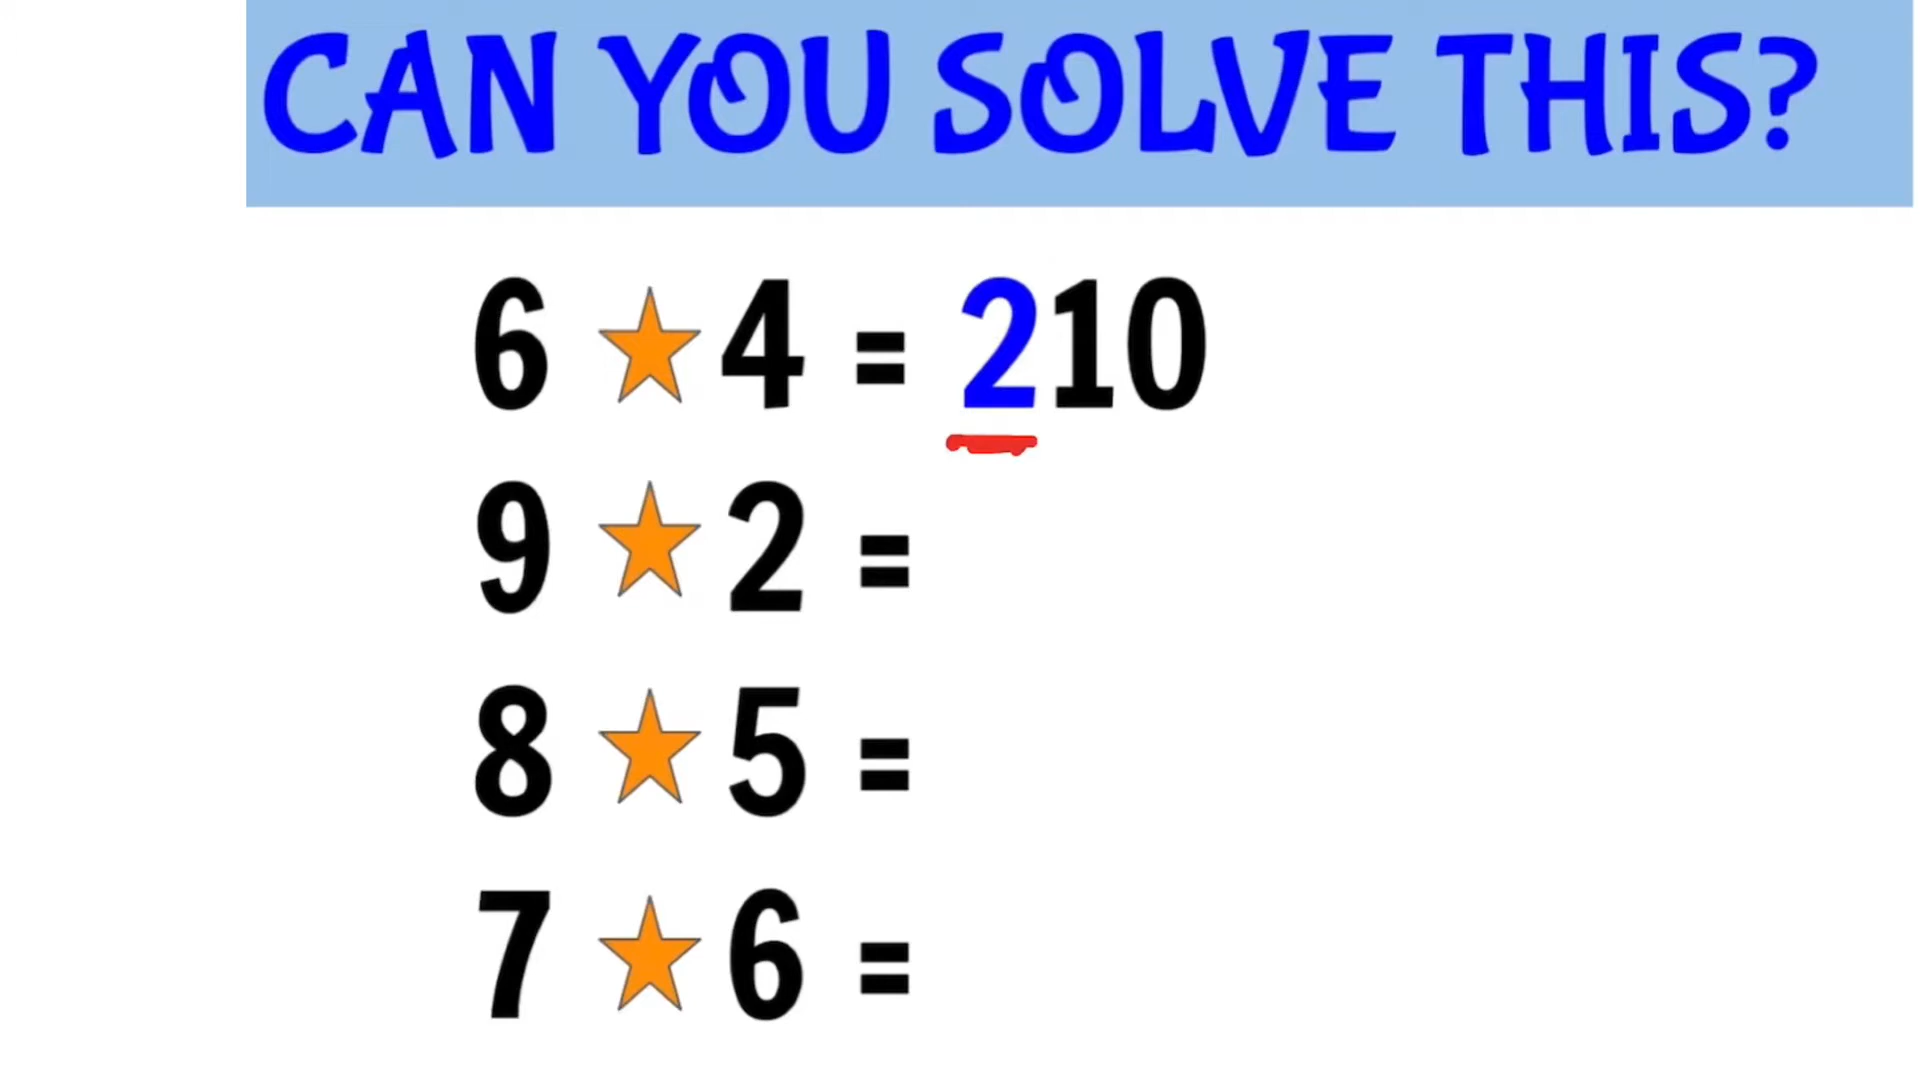 CAN YOU SOLVE THIS?
6 ★ 4 = 210
9 ★ 2 =
8 ★ 5 =
7 ★ 6 =